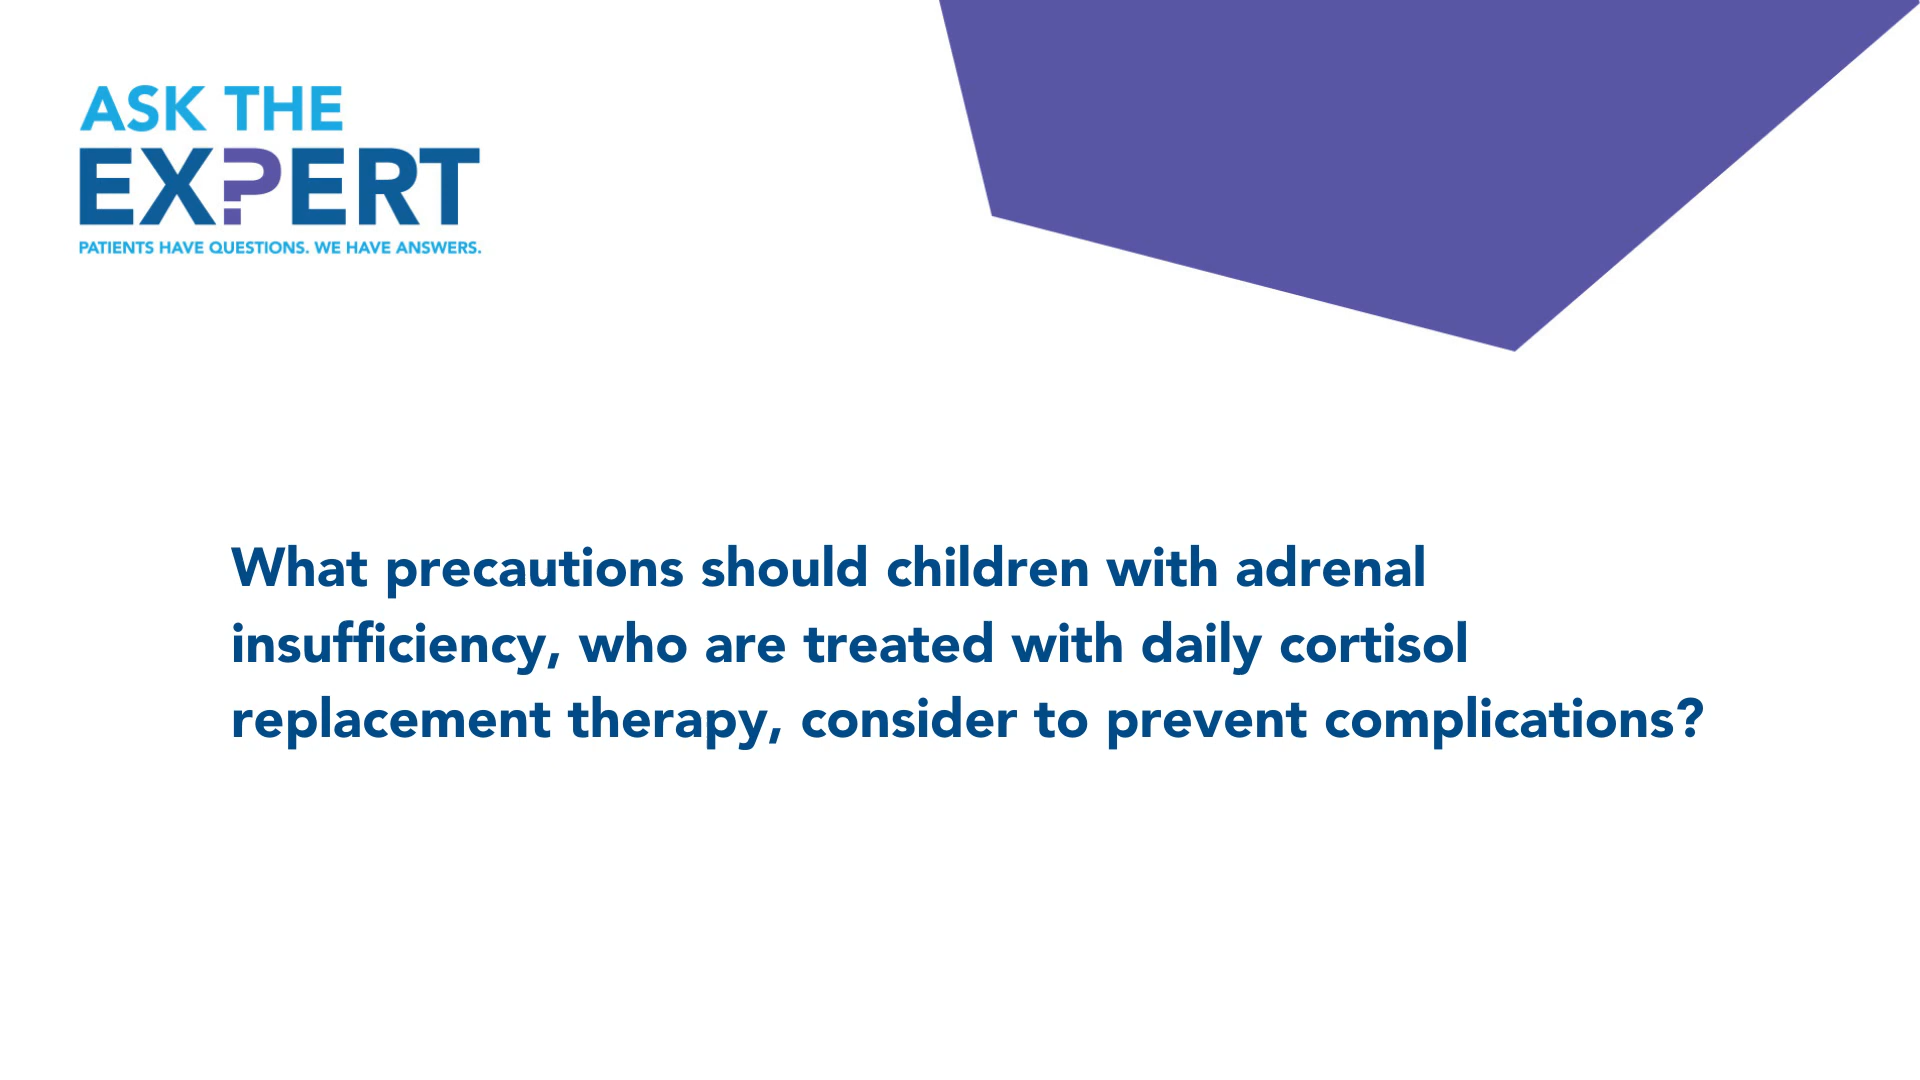 ASK THE
EXPERT
PATIENTS HAVE QUESTIONS. WE HAVE ANSWERS.
What precautions should children with adrenal
insufficiency, who are treated with daily cortisol
replacement therapy, consider to prevent complications?